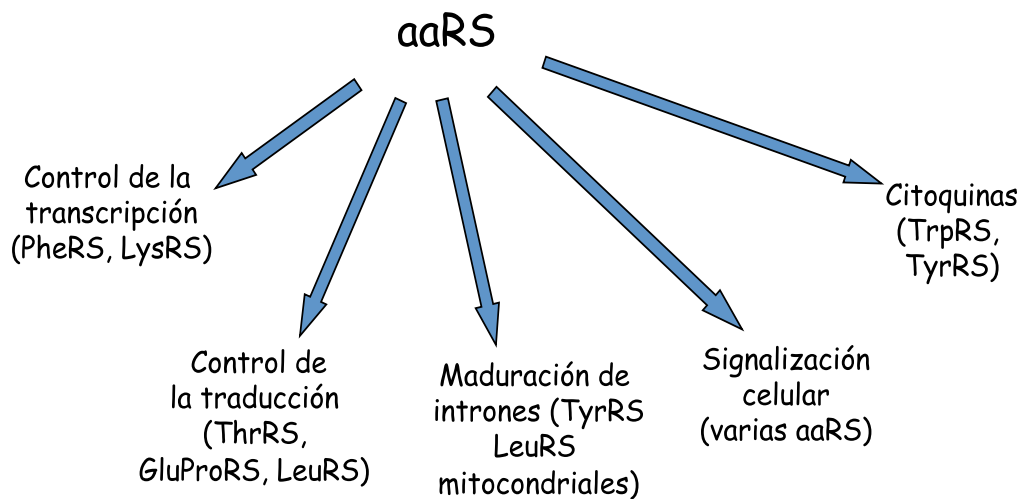 aaRS
Control de la
transcripción
(PheRS, LysRS)
Control de
la traducción
(ThrRS,
GluProRS, LeuRS)
Maduración de
intrones (TyrRS
LeuRS
mitocondriales)
Signalización
celular
(varias aaRS)
Citoquinas
(TrpRS,
TyrRS)